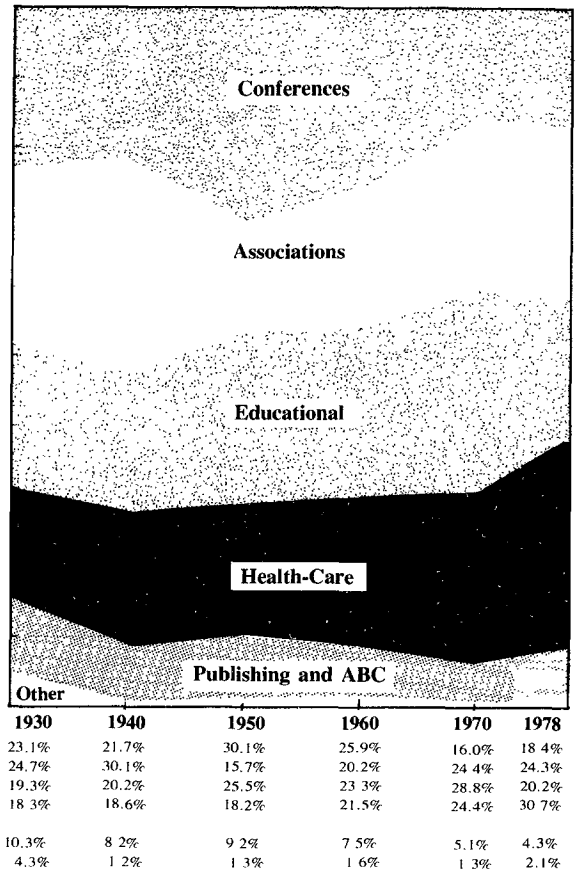 Conferences
Associations
Educational
Health-Care
Publishing and ABC
Other
1930 1940 1950 1960 1970 1978
23.1% 21.7% 30.1% 25.9% 16.0% 18 4%
24.7% 30.1% 15.7% 20.2% 24 4% 24.3%
19.3% 20.2% 25.5% 23 3% 28.8% 20.2%
18 3% 18.6% 18.2% 21.5% 24.4% 30 7%
10.3% 8 2% 9 2% 7 5% 5.1% 4.3%
4.3% 1 2% 1 3% 1 6% 1 3% 2.1%